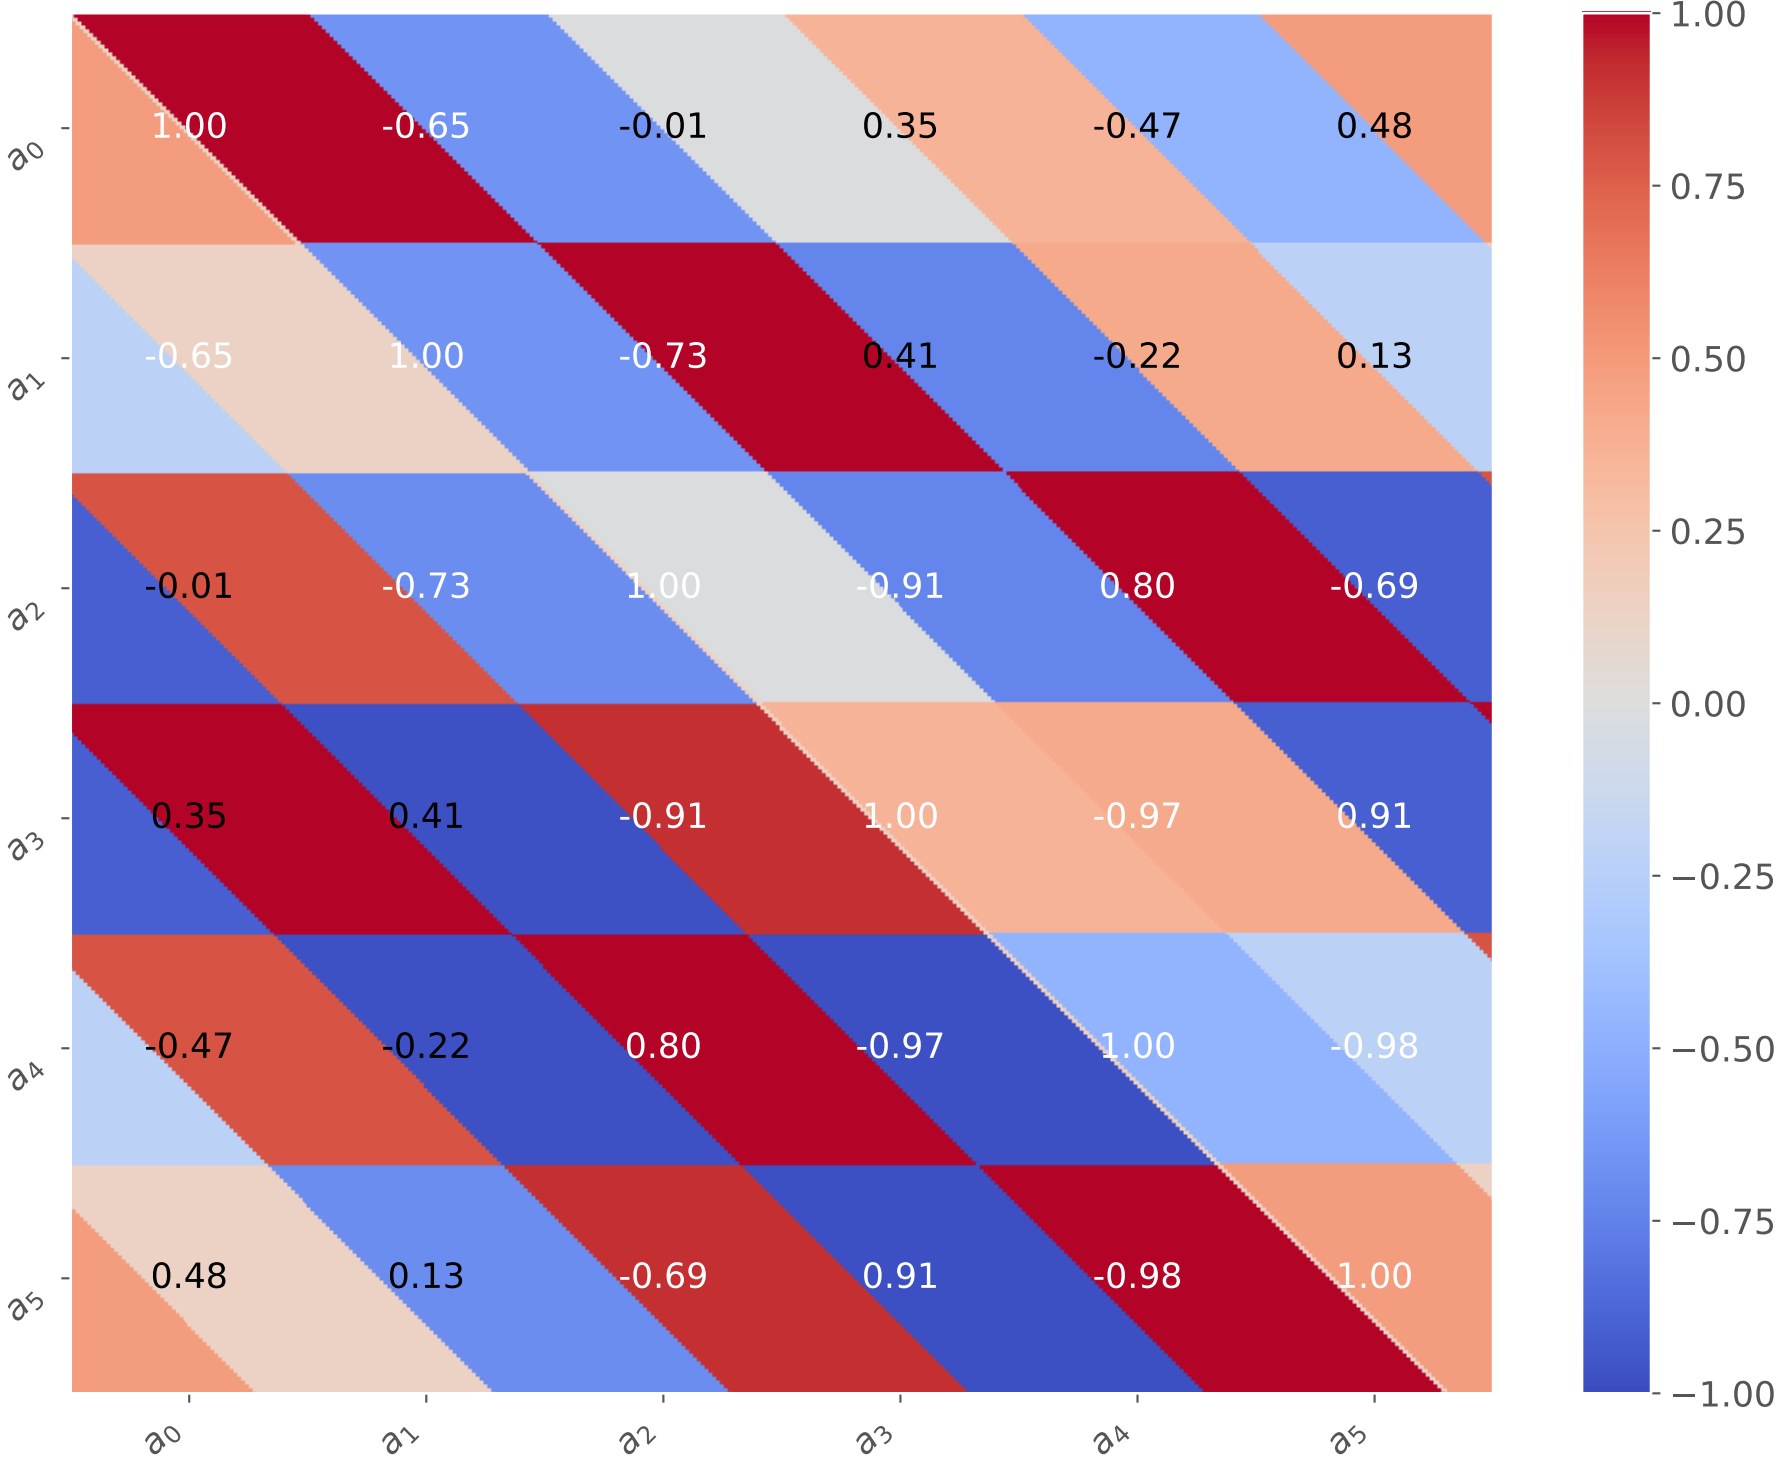 a0 1.00 -0.65 -0.01 0.35 -0.47 0.48
a1 -0.65 1.00 -0.73 0.41 -0.22 0.13
a2 -0.01 -0.73 1.00 -0.91 0.80 -0.69
a3 0.35 0.41 -0.91 1.00 -0.97 0.91
a4 -0.47 -0.22 0.80 -0.97 1.00 -0.98
a5 0.48 0.13 -0.69 0.91 -0.98 1.00
a0 a1 a2 a3 a4 a5
1.00
0.75
0.50
0.25
0.00
−0.25
−0.50
−0.75
−1.00